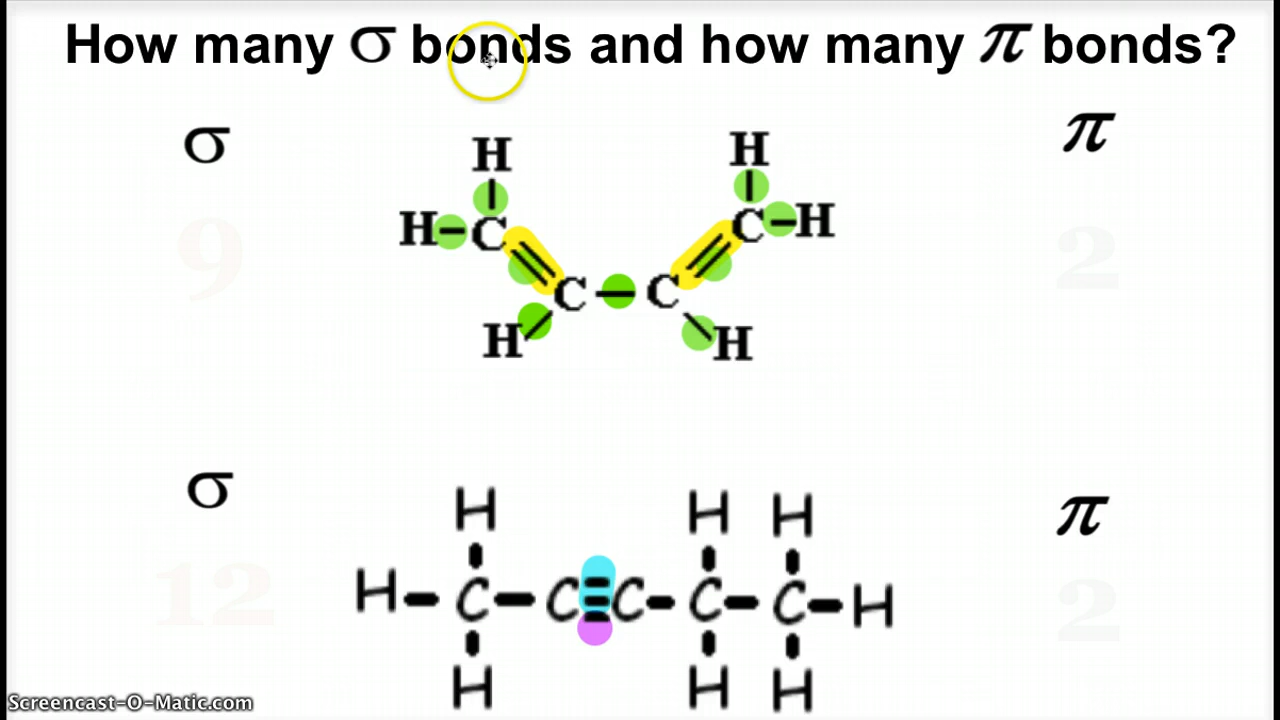 How many σ bonds and how many π bonds?
σ π
H H
H C C H
9 2
C C
H H
σ π
H H H
H C C C C C H
12 2
H H H
Screencast-O-Matic.com